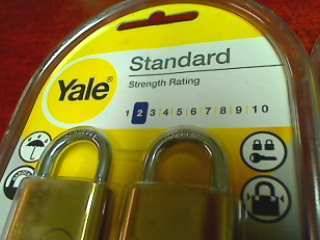 Yale
Standard
Strength Rating
1 2 3 4 5 6 7 8 9 10